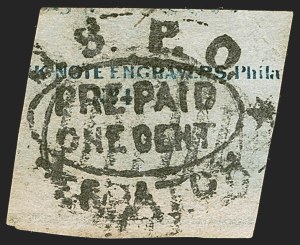 S. P. O
K NOTE ENGRAVERS, Phila
PRE-PAID
ONE CENT